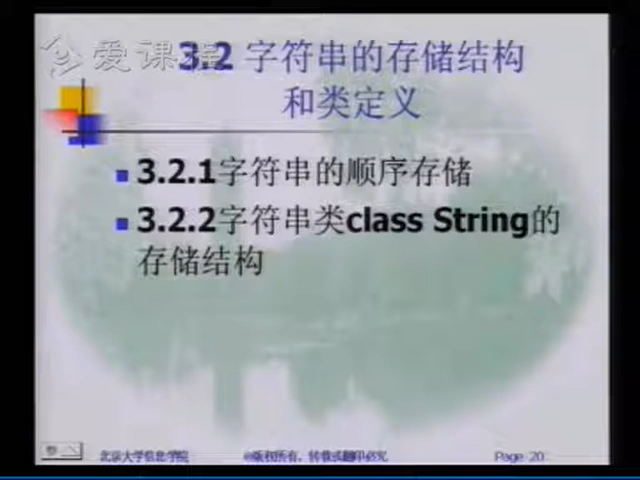 爱课程
3.2 字符串的存储结构
和类定义
3.2.1字符串的顺序存储
3.2.2字符串类class String的
存储结构
北京大学信息学院
©版权所有，转载或翻印必究
Page 20